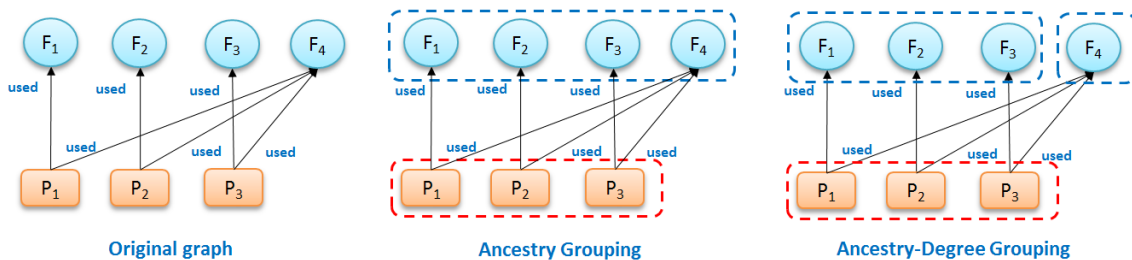 F1 F2 F3 F4
used used used used
used used
P1 P2 P3
Original graph
F1 F2 F3 F4
used used used used
used used
P1 P2 P3
Ancestry Grouping
F1 F2 F3 F4
used used used used
used used
P1 P2 P3
Ancestry-Degree Grouping